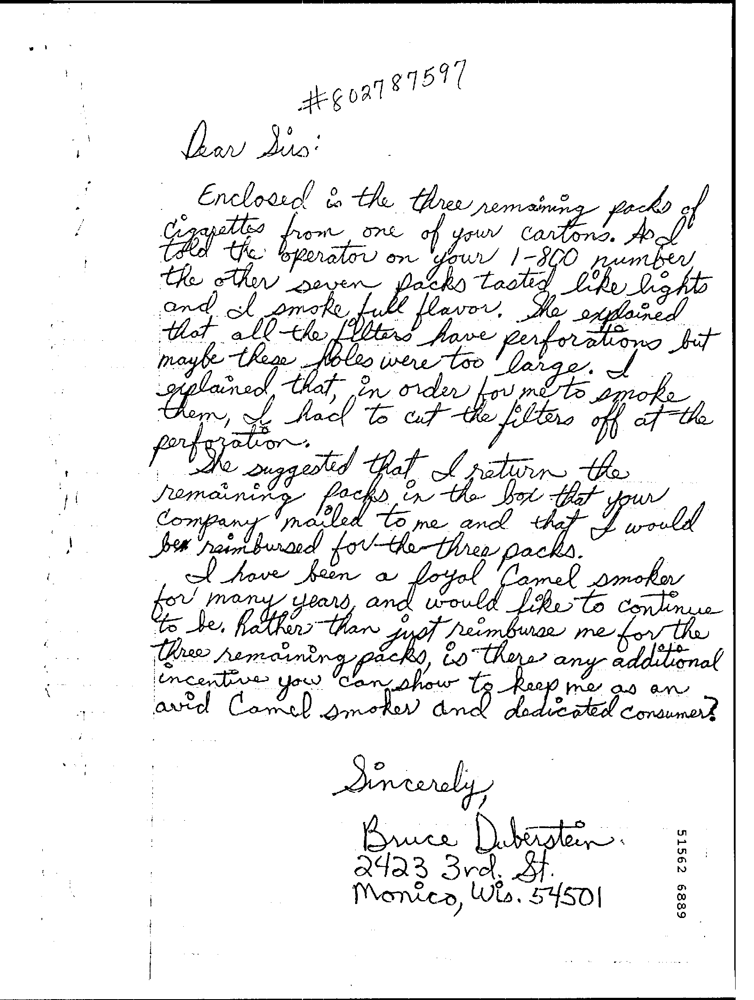 #802787597
Dear Sirs:
Enclosed is the three remaining packs of
cigarettes from one of your cartons. As I
told the operator on your 1-800 number
the other seven packs tasted like lights
and I smoke full flavor. She explained
that all the filters have perforations but
maybe these holes were too large. I
explained that, in order for me to smoke
them, I had to cut the filters off at the
perforation.
She suggested that I return the
remaining packs in the box that your
company mailed to me and that I would
be reimbursed for the three packs.
I have been a loyal Camel smoker
for many years, and would like to continue
to be. Rather than just reimburse me for the
three remaining packs, is there any additional
incentive you can show to keep me as an
avid Camel smoker and dedicated consumer?
Sincerely,
Bruce Duberstein
2423 3rd. St.
Monico, Wis. 54501
51562 6889